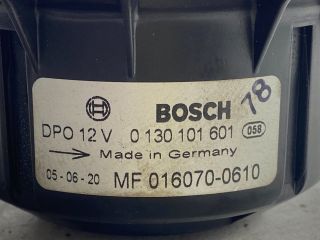 BOSCH 78
DPO 12 V 0 130 101 601 058
Made in Germany
05-06-20 MF 016070-0610